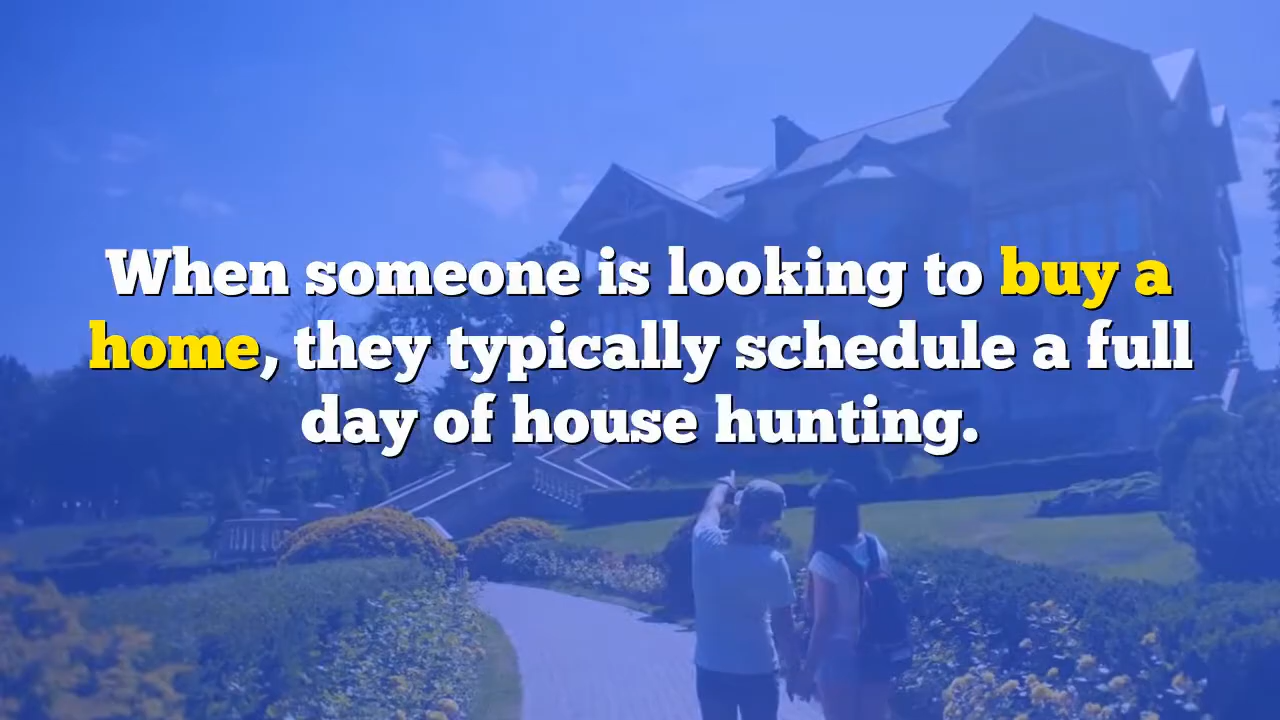 When someone is looking to buy a
home, they typically schedule a full
day of house hunting.